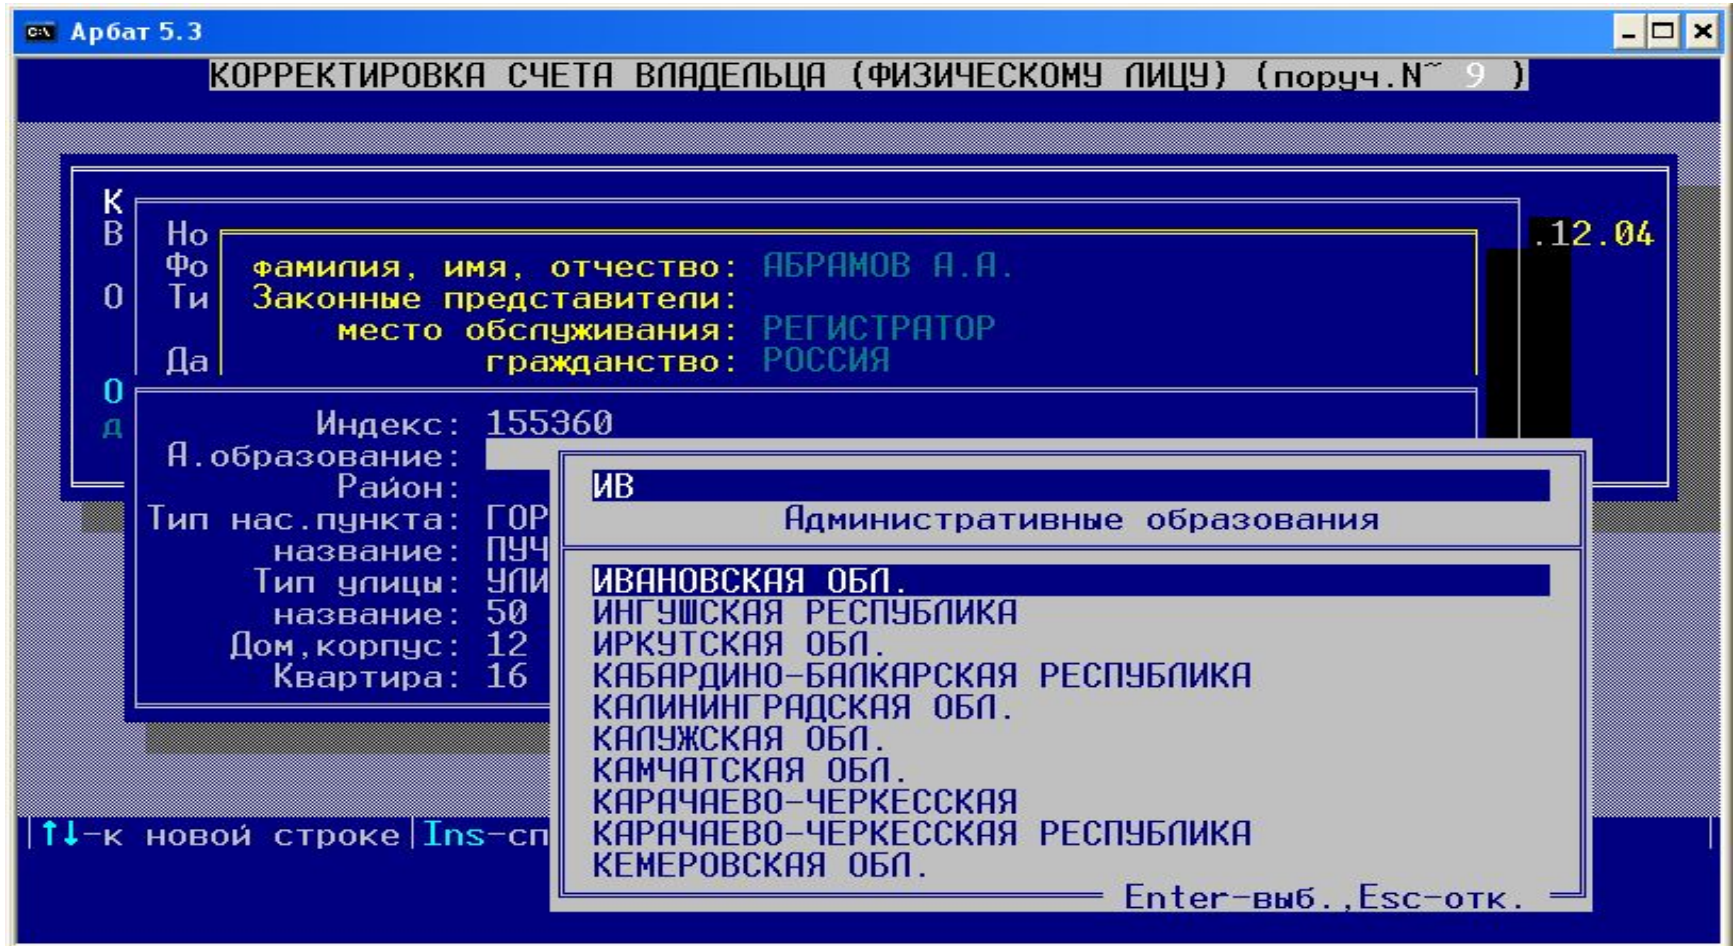 Арбат 5.3
КОРРЕКТИРОВКА СЧЕТА ВЛАДЕЛЬЦА (ФИЗИЧЕСКОМУ ЛИЦУ) (поруч.N~ 9 )
К
В Но .12.04
фамилия, имя, отчество: АБРАМОВ А.А.
Фо
О Ти Законные представители:
место обслуживания: РЕГИСТРАТОР
Да гражданство: РОССИЯ
О
д Индекс: 155360
А.образование:
Район: ИВ
Тип нас.пункта: ГОР Административные образования
название: ПУЧ
Тип улицы: УЛИ ИВАНОВСКАЯ ОБЛ.
название: 50 ИНГУШСКАЯ РЕСПУБЛИКА
Дом,корпус: 12 ИРКУТСКАЯ ОБЛ.
Квартира: 16 КАБАРДИНО-БАЛКАРСКАЯ РЕСПУБЛИКА
КАЛИНИНГРАДСКАЯ ОБЛ.
КАЛУЖСКАЯ ОБЛ.
КАМЧАТСКАЯ ОБЛ.
КАРАЧАЕВО-ЧЕРКЕССКАЯ
↑↓-к новой строке|Ins-сп КАРАЧАЕВО-ЧЕРКЕССКАЯ РЕСПУБЛИКА
КЕМЕРОВСКАЯ ОБЛ.
Enter-выб.,Esc-отк.